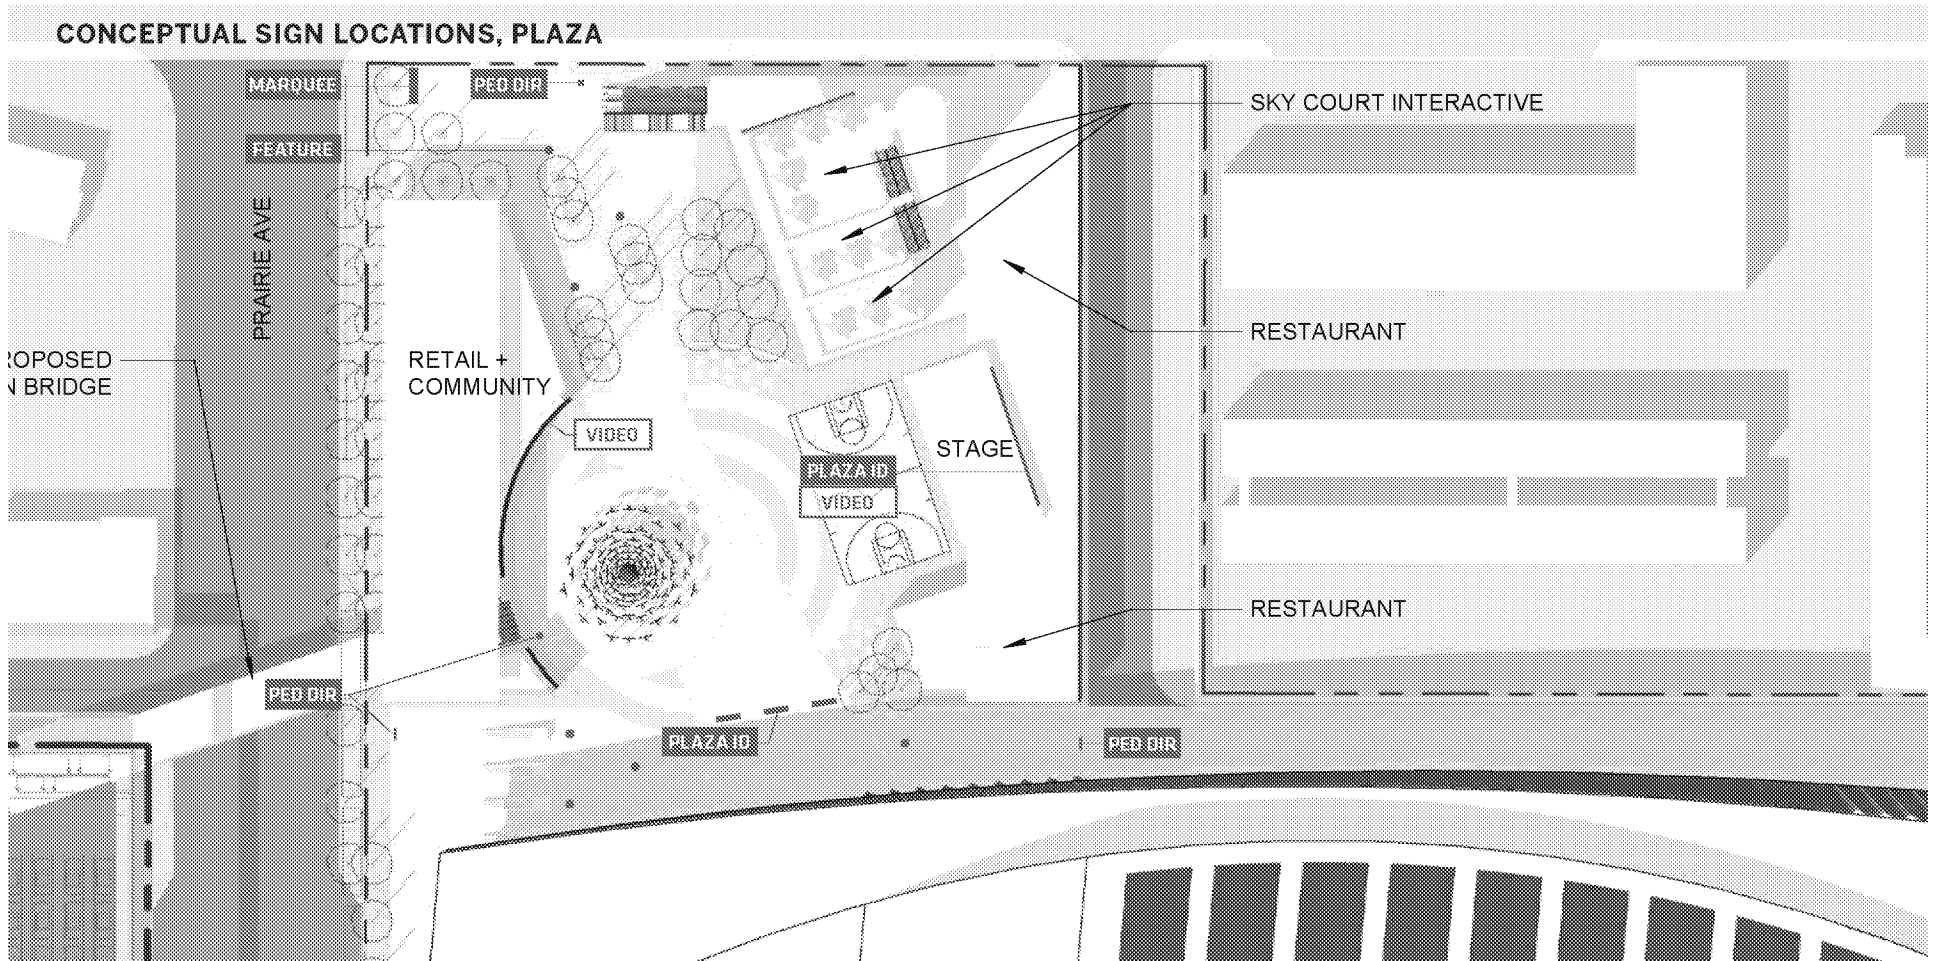 CONCEPTUAL SIGN LOCATIONS, PLAZA
MARQUEE
PED DIR
SKY COURT INTERACTIVE
FEATURE
PRAIRIE AVE
RESTAURANT
ROPOSED
N BRIDGE
RETAIL +
COMMUNITY
VIDEO
STAGE
PLAZA ID
VIDEO
RESTAURANT
PED DIR
PLAZA ID
PED DIR